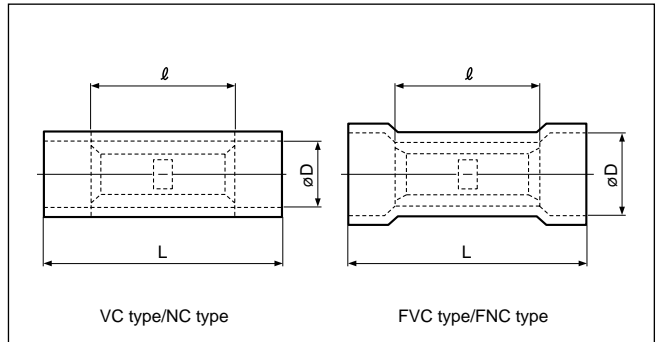 ℓ ℓ
øD øD
L L
VC type/NC type FVC type/FNC type